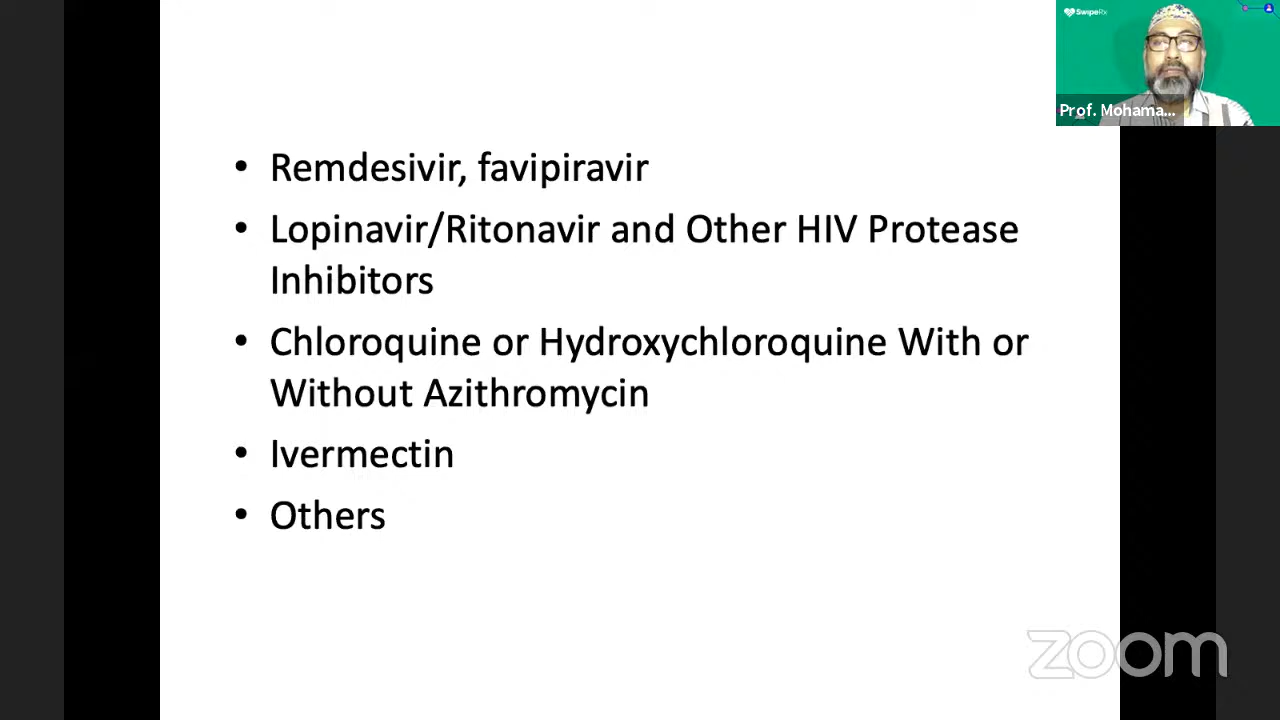 SwipeRx
Prof. Mohama...
• Remdesivir, favipiravir
• Lopinavir/Ritonavir and Other HIV Protease
Inhibitors
• Chloroquine or Hydroxychloroquine With or
Without Azithromycin
• Ivermectin
• Others
zoom